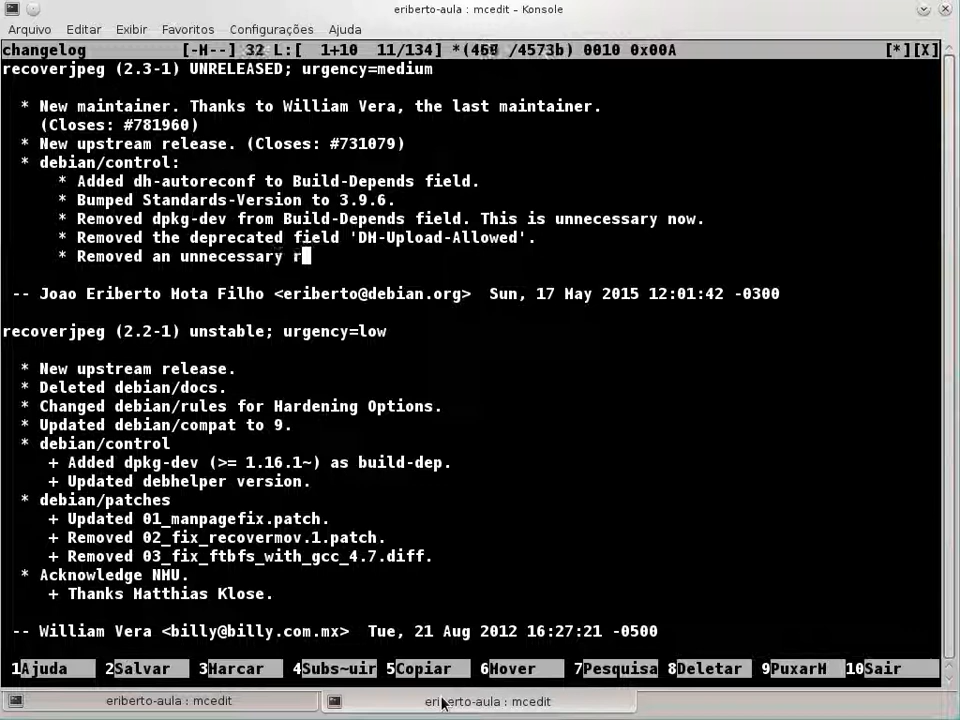 eriberto-aula : mcedit – Konsole
Arquivo Editar Exibir Favoritos Configurações Ajuda
changelog [-H--] 32 L:[ 1+10 11/134] *(460 /4573b) 0010 0x00A [*][X]
recoverjpeg (2.3-1) UNRELEASED; urgency=medium
* New maintainer. Thanks to William Vera, the last maintainer.
(Closes: #781960)
* New upstream release. (Closes: #731079)
* debian/control:
* Added dh-autoreconf to Build-Depends field.
* Bumped Standards-Version to 3.9.6.
* Removed dpkg-dev from Build-Depends field. This is unnecessary now.
* Removed the deprecated field 'DM-Upload-Allowed'.
* Removed an unnecessary r
-- Joao Eriberto Mota Filho <eriberto@debian.org> Sun, 17 May 2015 12:01:42 -0300
recoverjpeg (2.2-1) unstable; urgency=low
* New upstream release.
* Deleted debian/docs.
* Changed debian/rules for Hardening Options.
* Updated debian/compat to 9.
* debian/control
+ Added dpkg-dev (>= 1.16.1~) as build-dep.
+ Updated debhelper version.
* debian/patches
+ Updated 01_manpagefix.patch.
+ Removed 02_fix_recovermov.1.patch.
+ Removed 03_fix_ftbfs_with_gcc_4.7.diff.
* Acknowledge NMU.
+ Thanks Matthias Klose.
-- William Vera <billy@billy.com.mx> Tue, 21 Aug 2012 16:27:21 -0500
1Ajuda 2Salvar 3Marcar 4Subs~uir 5Copiar 6Mover 7Pesquisa 8Deletar 9PuxarM 10Sair
eriberto-aula : mcedit eriberto-aula : mcedit